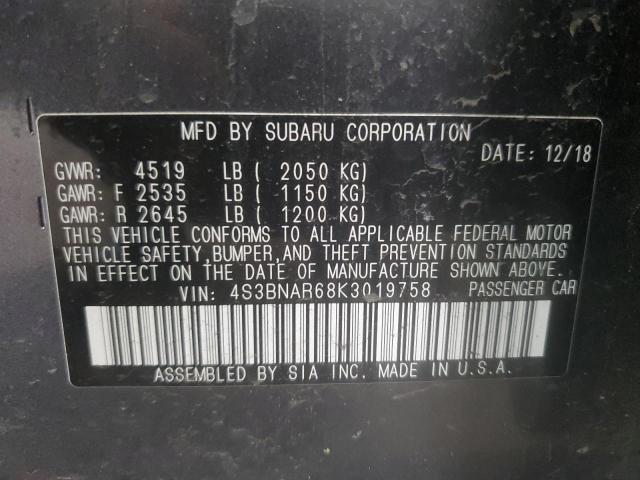 MFD BY SUBARU CORPORATION
DATE: 12/18
GVWR: 4519 LB ( 2050 KG)
GAWR: F 2535 LB ( 1150 KG)
GAWR: R 2645 LB ( 1200 KG)
THIS VEHICLE CONFORMS TO ALL APPLICABLE FEDERAL MOTOR
VEHICLE SAFETY,BUMPER,AND THEFT PREVENTION STANDARDS
IN EFFECT ON THE DATE OF MANUFACTURE SHOWN ABOVE.
VIN: 4S3BNAR68K3019758 PASSENGER CAR
ASSEMBLED BY SIA INC. MADE IN U.S.A.